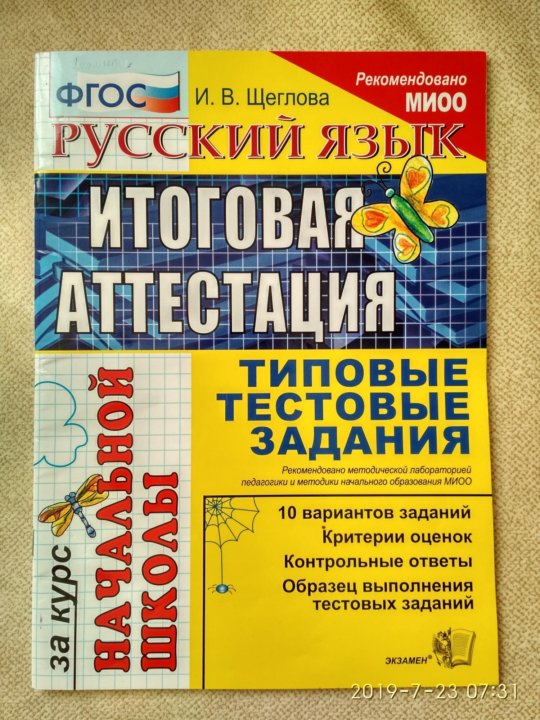 ФГОС
И. В. Щеглова
Рекомендовано
МИОО
РУССКИЙ ЯЗЫК
ИТОГОВАЯ
АТТЕСТАЦИЯ
за курс
НАЧАЛЬНОЙ
ШКОЛЫ
ТИПОВЫЕ
ТЕСТОВЫЕ
ЗАДАНИЯ
Рекомендовано методической лабораторией
педагогики и методики начального образования МИОО
10 вариантов заданий
Критерии оценок
Контрольные ответы
Образец выполнения
тестовых заданий
ЭКЗАМЕН®
2019-7-23 07:31